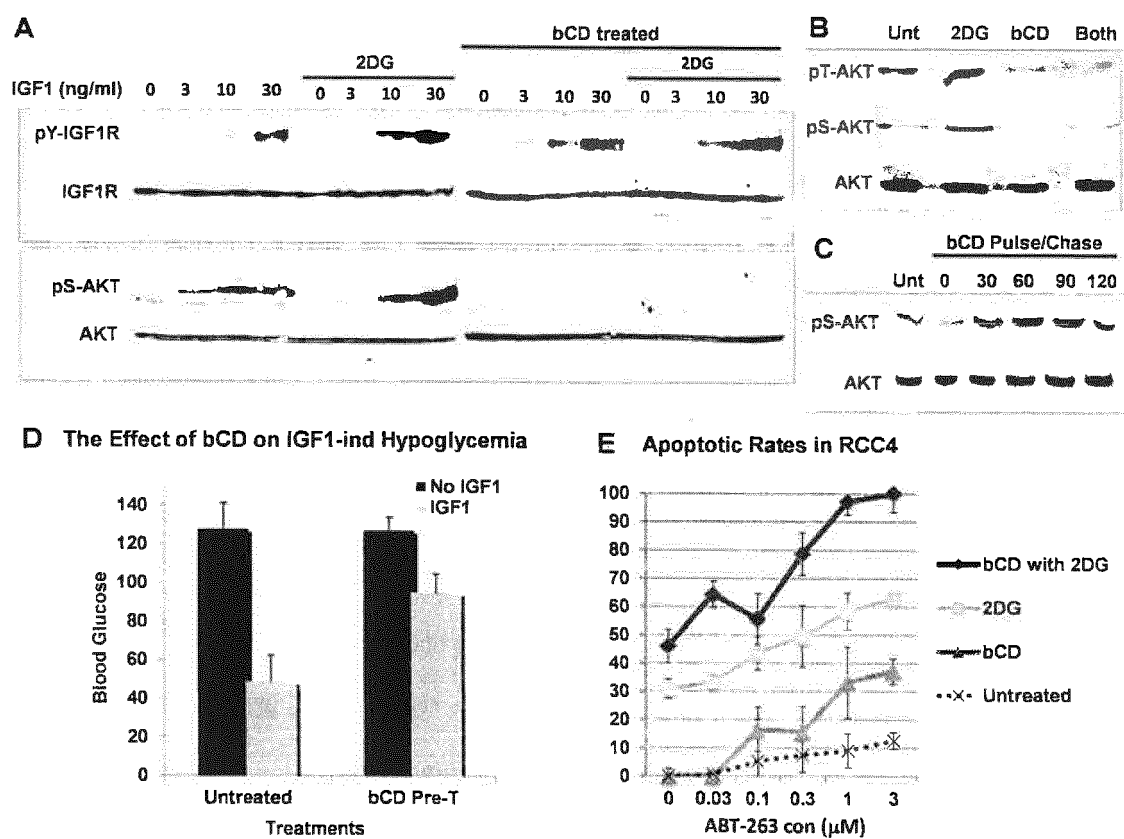 A
bCD treated
2DG
2DG
IGF1 (ng/ml) 0 3 10 30 0 3 10 30 0 3 10 30 0 3 10 30
pY-IGF1R
IGF1R
pS-AKT
AKT
B
Unt 2DG bCD Both
pT-AKT
pS-AKT
AKT
C
bCD Pulse/Chase
Unt 0 30 60 90 120
pS-AKT
AKT
D The Effect of bCD on IGF1-ind Hypoglycemia
No IGF1
IGF1
Blood Glucose
140
120
100
80
60
40
20
0
Untreated bCD Pre-T
Treatments
E Apoptotic Rates in RCC4
100
90
80
70
60
50
40
30
20
10
0
0 0.03 0.1 0.3 1 3
ABT-263 con (μM)
bCD with 2DG
2DG
bCD
Untreated